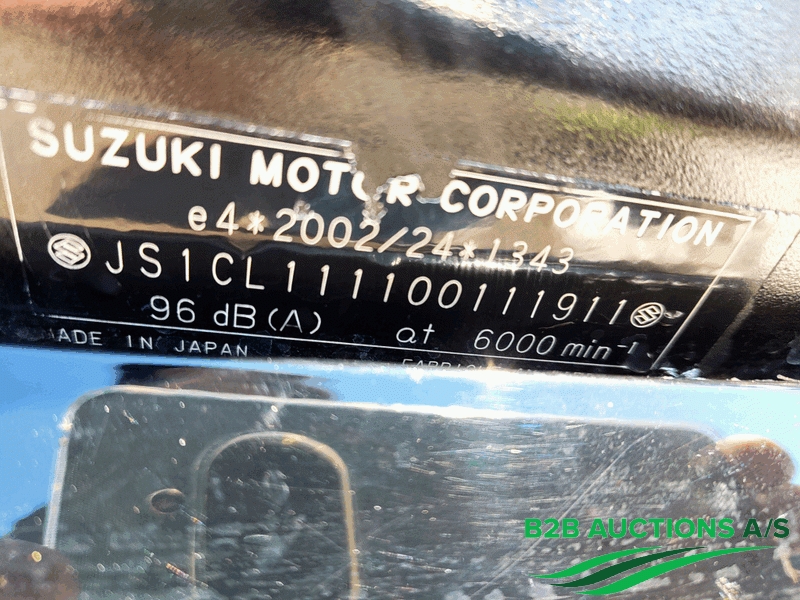 SUZUKI MOTOR CORPORATION
e4*2002/24*1343
JS1CL111100111911
96 dB(A) at 6000 min-1
MADE IN JAPAN
B2B AUCTIONS A/S